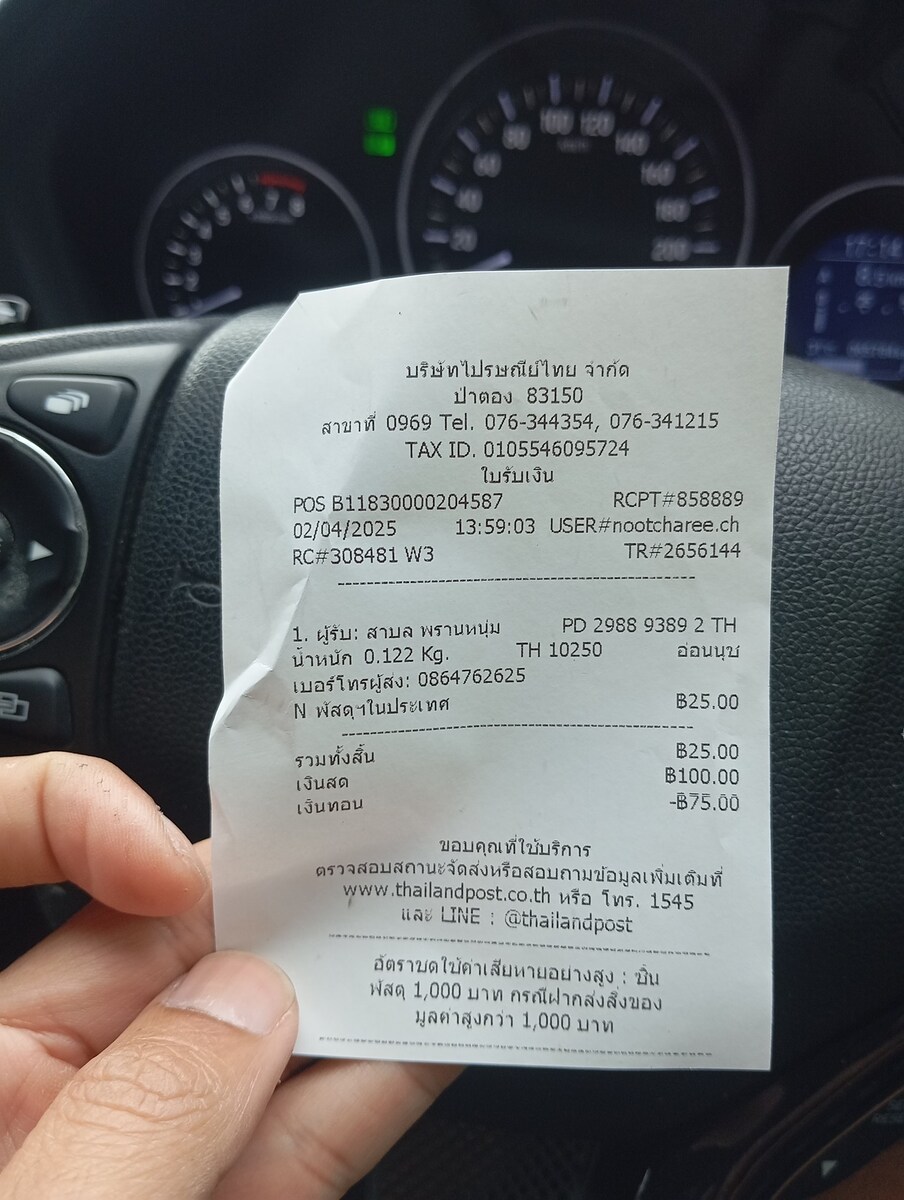 20 40 60 80 100 120 140 160 180 200
7 8
บริษัทไปรษณีย์ไทย จำกัด
ป่าตอง 83150
สาขาที่ 0969 Tel. 076-344354, 076-341215
TAX ID. 0105546095724
ใบรับเงิน
POS B11830000204587 RCPT#858889
02/04/2025 13:59:03 USER#nootcharee.ch
RC#308481 W3 TR#2656144
1. ผู้รับ: สาบล พรานหนุ่ม PD 2988 9389 2 TH
น้ำหนัก 0.122 Kg. TH 10250 อ่อนนุช
เบอร์โทรผู้ส่ง: 0864762625
N พัสดุฯในประเทศ ฿25.00
รวมทั้งสิ้น ฿25.00
เงินสด ฿100.00
เงินทอน -฿75.00
ขอบคุณที่ใช้บริการ
ตรวจสอบสถานะจัดส่งหรือสอบถามข้อมูลเพิ่มเติมที่
www.thailandpost.co.th หรือ โทร. 1545
และ LINE : @thailandpost
อัตราชดใช้ค่าเสียหายอย่างสูง : ชิ้น
พัสดุ 1,000 บาท กรณีฝากส่งสิ่งของ
มูลค่าสูงกว่า 1,000 บาท